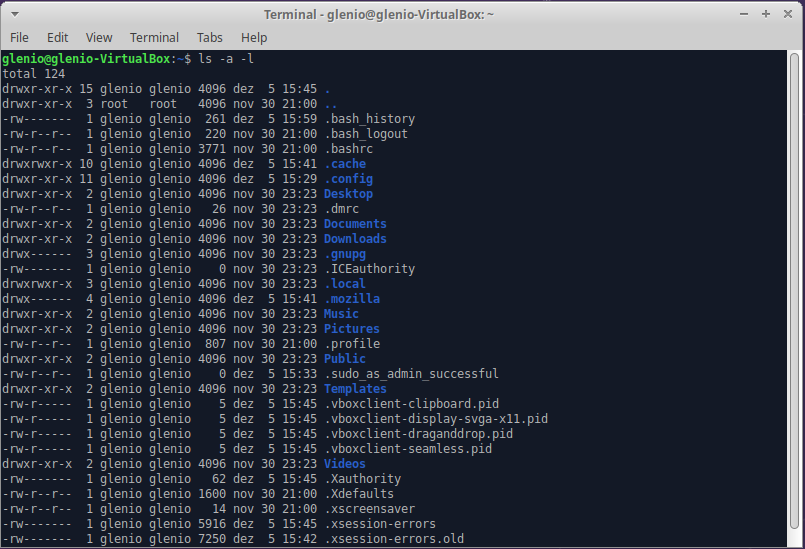 Terminal - glenio@glenio-VirtualBox: ~
File Edit View Terminal Tabs Help
glenio@glenio-VirtualBox:~$ ls -a -l
total 124
drwxr-xr-x 15 glenio glenio 4096 dez  5 15:45 .
drwxr-xr-x  3 root   root   4096 nov 30 21:00 ..
-rw-------  1 glenio glenio  261 dez  5 15:59 .bash_history
-rw-r--r--  1 glenio glenio  220 nov 30 21:00 .bash_logout
-rw-r--r--  1 glenio glenio 3771 nov 30 21:00 .bashrc
drwxrwxr-x 10 glenio glenio 4096 dez  5 15:41 .cache
drwxr-xr-x 11 glenio glenio 4096 dez  5 15:29 .config
drwxr-xr-x  2 glenio glenio 4096 nov 30 23:23 Desktop
-rw-r--r--  1 glenio glenio   26 nov 30 23:23 .dmrc
drwxr-xr-x  2 glenio glenio 4096 nov 30 23:23 Documents
drwxr-xr-x  2 glenio glenio 4096 nov 30 23:23 Downloads
drwx------  3 glenio glenio 4096 nov 30 23:23 .gnupg
-rw-------  1 glenio glenio    0 nov 30 23:23 .ICEauthority
drwxrwxr-x  3 glenio glenio 4096 nov 30 23:23 .local
drwx------  4 glenio glenio 4096 dez  5 15:41 .mozilla
drwxr-xr-x  2 glenio glenio 4096 nov 30 23:23 Music
drwxr-xr-x  2 glenio glenio 4096 nov 30 23:23 Pictures
-rw-r--r--  1 glenio glenio  807 nov 30 21:00 .profile
drwxr-xr-x  2 glenio glenio 4096 nov 30 23:23 Public
-rw-r--r--  1 glenio glenio    0 dez  5 15:33 .sudo_as_admin_successful
drwxr-xr-x  2 glenio glenio 4096 nov 30 23:23 Templates
-rw-r-----  1 glenio glenio    5 dez  5 15:45 .vboxclient-clipboard.pid
-rw-r-----  1 glenio glenio    5 dez  5 15:45 .vboxclient-display-svga-x11.pid
-rw-r-----  1 glenio glenio    5 dez  5 15:45 .vboxclient-draganddrop.pid
-rw-r-----  1 glenio glenio    5 dez  5 15:45 .vboxclient-seamless.pid
drwxr-xr-x  2 glenio glenio 4096 nov 30 23:23 Videos
-rw-------  1 glenio glenio   62 dez  5 15:45 .Xauthority
-rw-r--r--  1 glenio glenio 1600 nov 30 21:00 .Xdefaults
-rw-r--r--  1 glenio glenio   14 nov 30 21:00 .xscreensaver
-rw-------  1 glenio glenio 5916 dez  5 15:45 .xsession-errors
-rw-------  1 glenio glenio 7250 dez  5 15:42 .xsession-errors.old